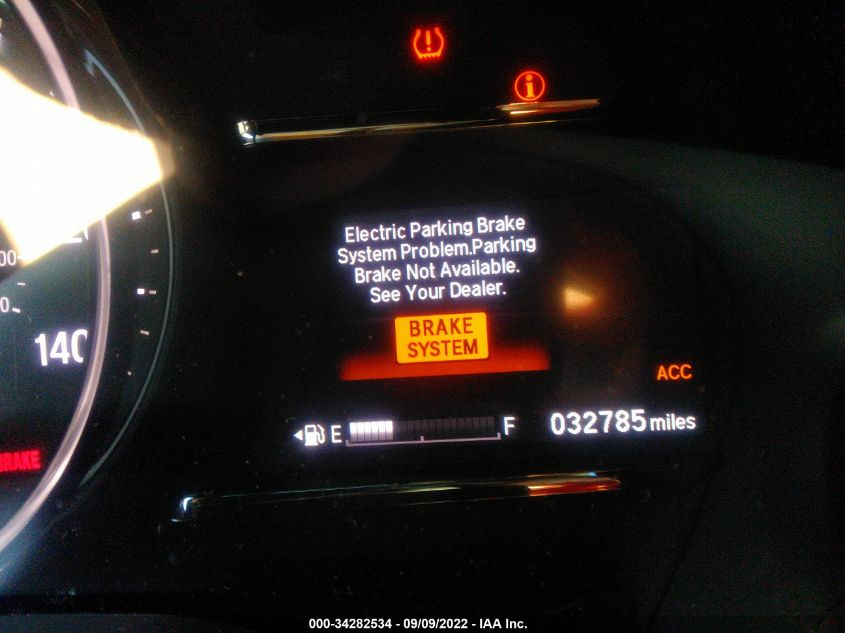 Electric Parking Brake
System Problem.Parking
Brake Not Available.
See Your Dealer.
BRAKE
SYSTEM
140
ACC
E
F
032785 miles
BRAKE
000-34282534 - 09/09/2022 - IAA Inc.